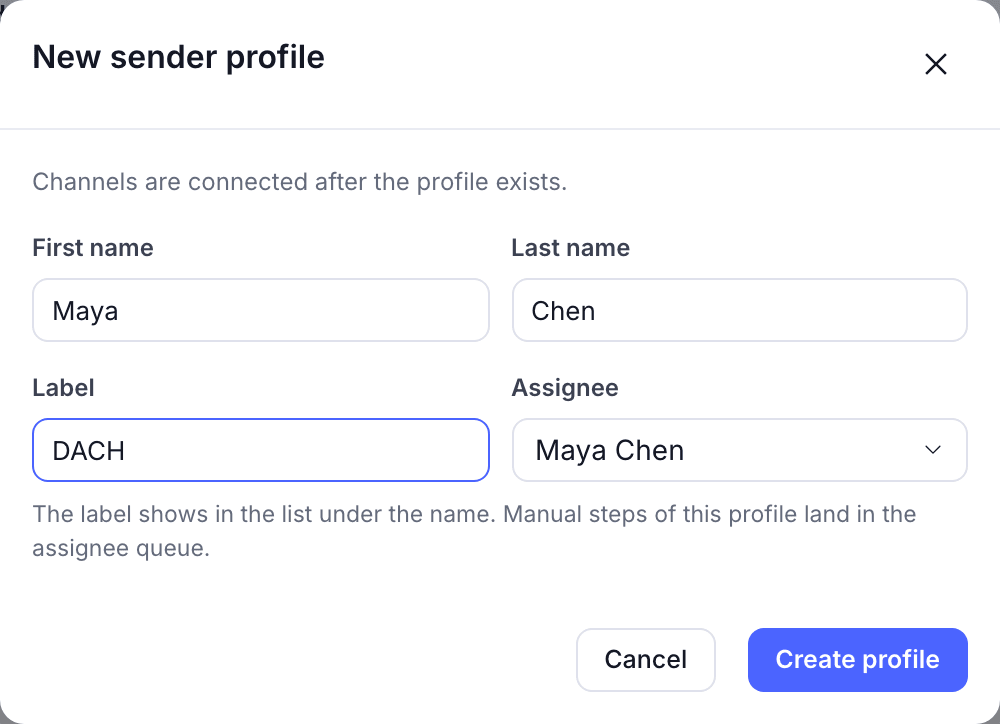 New sender profile
Channels are connected after the profile exists.
First name
Last name
Maya
Chen
Label
Assignee
DACH
Maya Chen
The label shows in the list under the name. Manual steps of this profile land in the
assignee queue.
Cancel
Create profile